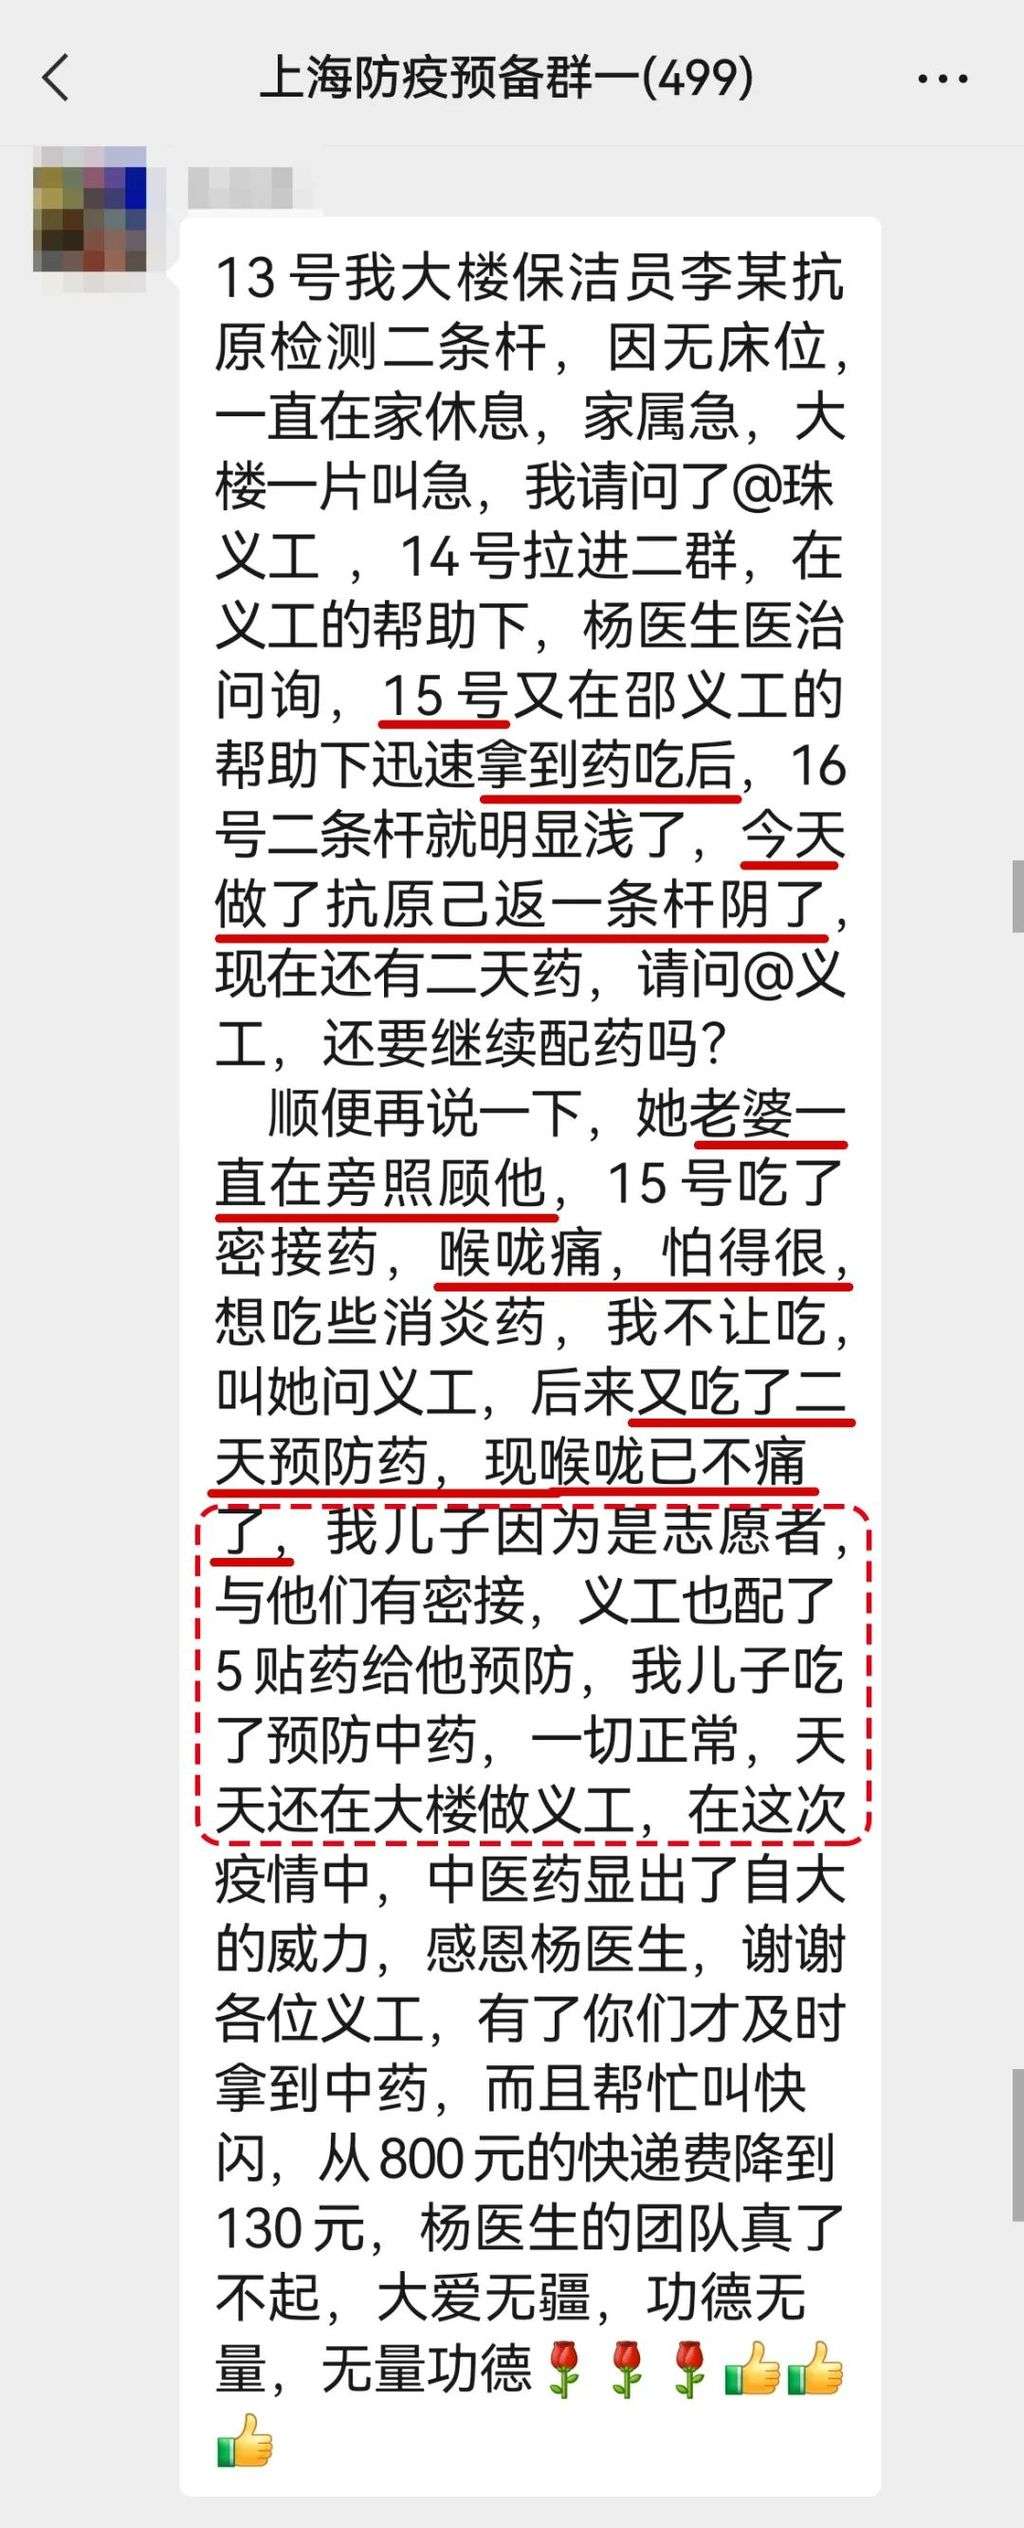 上海防疫预备群一(499)
13号我大楼保洁员李某抗
原检测二条杆，因无床位，
一直在家休息，家属急，大
楼一片叫急，我请问了@珠
义工 ，14号拉进二群，在
义工的帮助下，杨医生医治
问询，15号又在邵义工的
帮助下迅速拿到药吃后，16
号二条杆就明显浅了，今天
做了抗原己返一条杆阴了，
现在还有二天药，请问@义
工，还要继续配药吗？
顺便再说一下，她老婆一
直在旁照顾他，15号吃了
密接药，喉咙痛，怕得很，
想吃些消炎药，我不让吃，
叫她问义工，后来又吃了二
天预防药，现喉咙已不痛
了，我儿子因为是志愿者，
与他们有密接，义工也配了
5贴药给他预防，我儿子吃
了预防中药，一切正常，天
天还在大楼做义工，在这次
疫情中，中医药显出了自大
的威力，感恩杨医生，谢谢
各位义工，有了你们才及时
拿到中药，而且帮忙叫快
闪，从800元的快递费降到
130元，杨医生的团队真了
不起，大爱无疆，功德无
量，无量功德🌹🌹🌹👍👍
👍